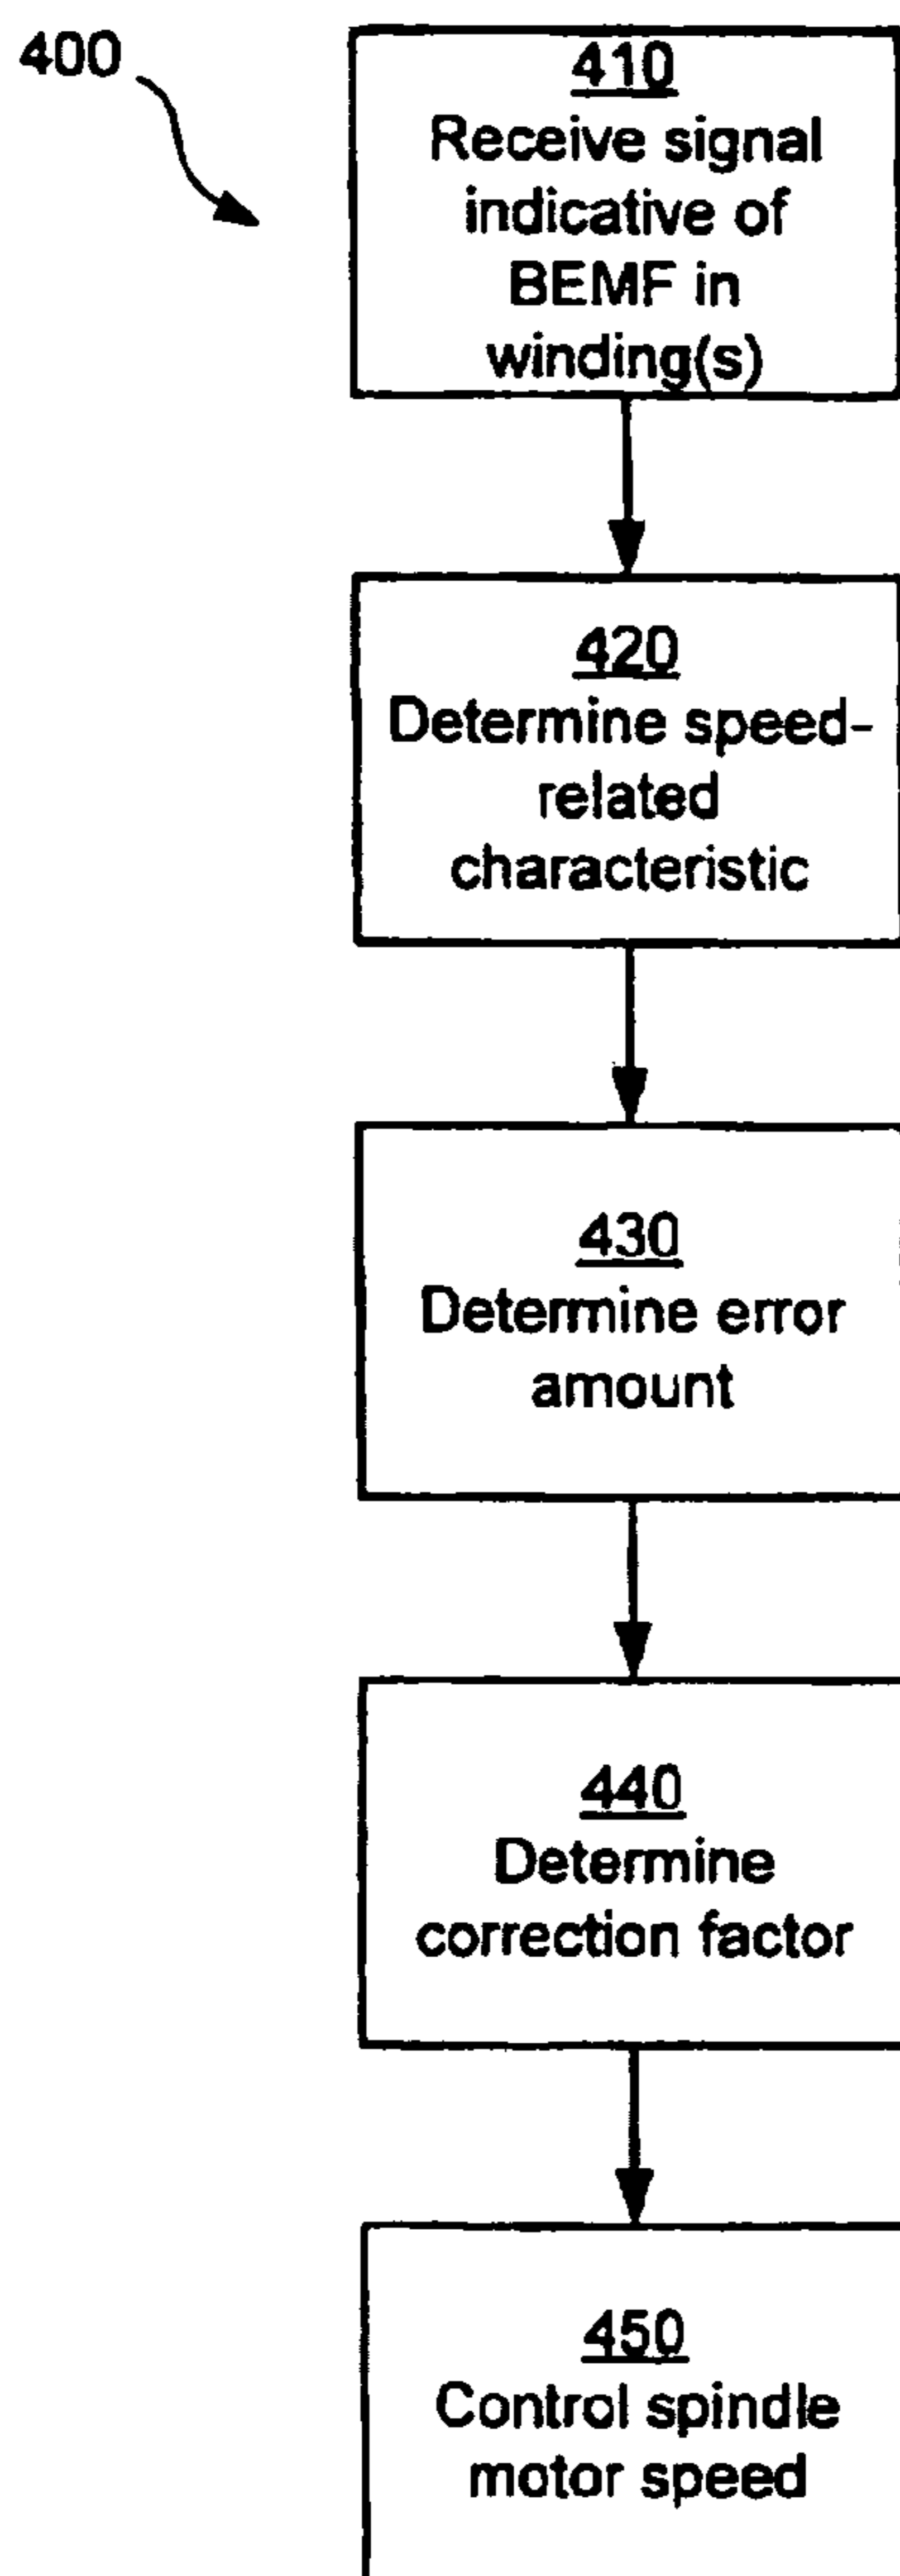 400
410
Receive signal
indicative of
BEMF in
winding(s)
420
Determine speed-
related
characteristic
430
Determine error
amount
440
Determine
correction factor
450
Control spindle
motor speed